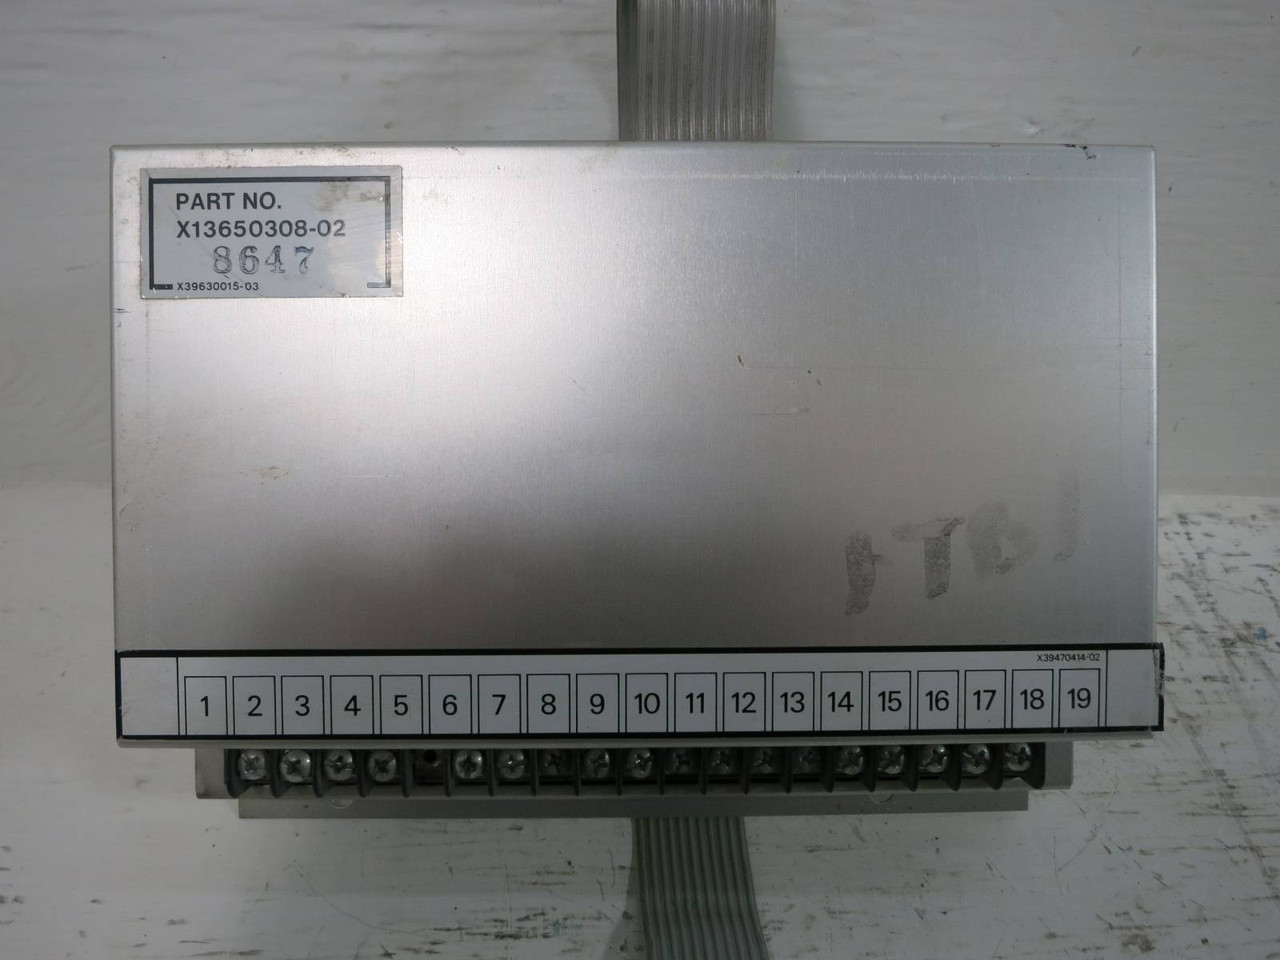 PART NO.
X13650308-02
8647
X39630015-03
X39470414-02
1 2 3 4 5 6 7 8 9 10 11 12 13 14 15 16 17 18 19